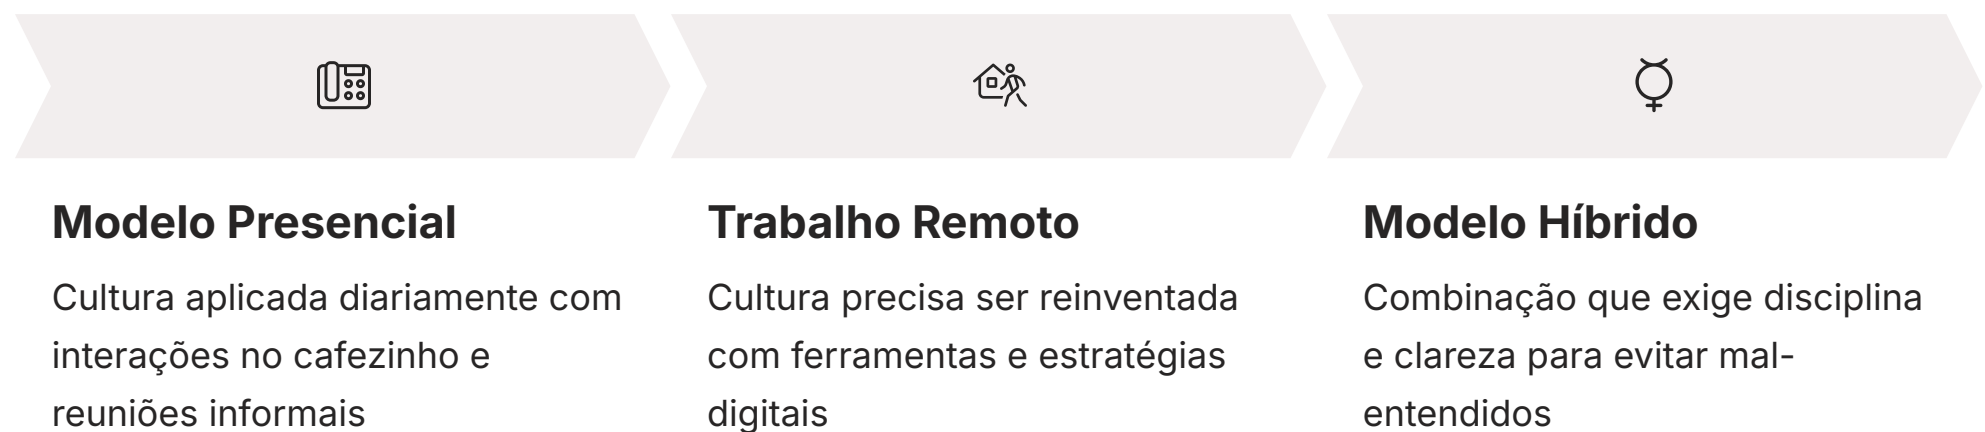 Modelo Presencial
Cultura aplicada diariamente com
interações no cafezinho e
reuniões informais
Trabalho Remoto
Cultura precisa ser reinventada
com ferramentas e estratégias
digitais
Modelo Híbrido
Combinação que exige disciplina
e clareza para evitar mal-
entendidos